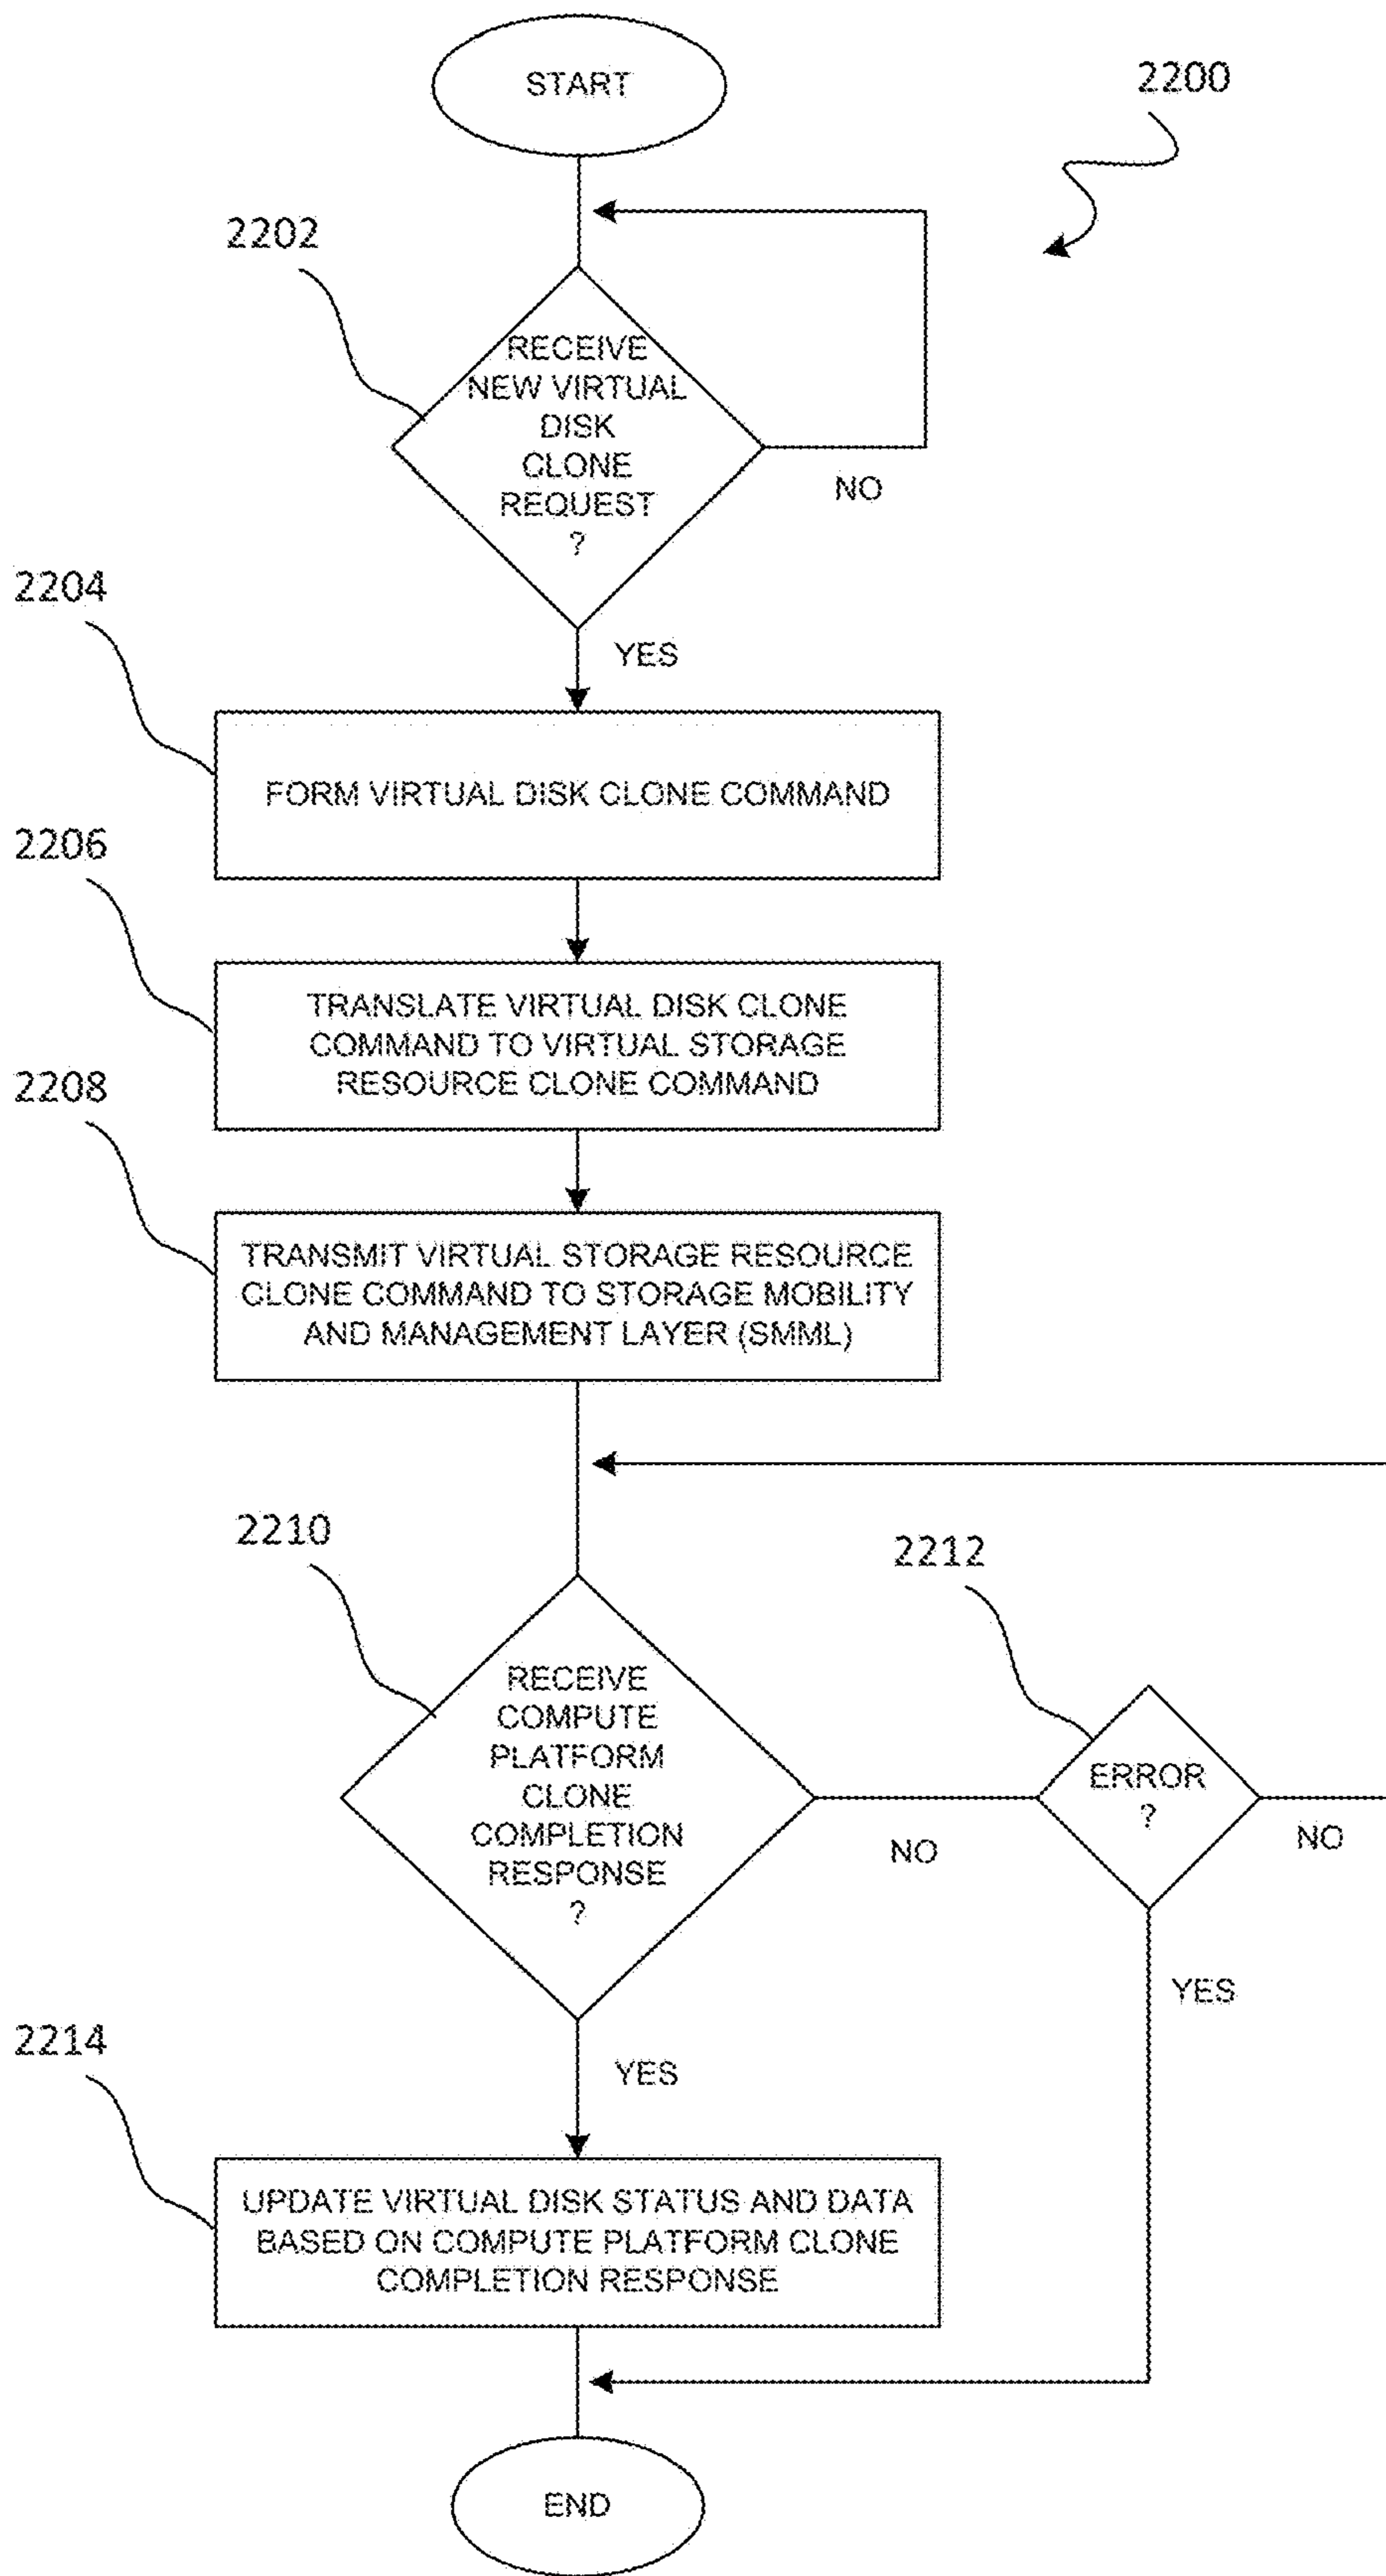 START
2200
2202
RECEIVE
NEW VIRTUAL
DISK
CLONE
REQUEST
?
NO
2204
YES
FORM VIRTUAL DISK CLONE COMMAND
2206
TRANSLATE VIRTUAL DISK CLONE
COMMAND TO VIRTUAL STORAGE
RESOURCE CLONE COMMAND
2208
TRANSMIT VIRTUAL STORAGE RESOURCE
CLONE COMMAND TO STORAGE MOBILITY
AND MANAGEMENT LAYER (SMML)
2210
2212
RECEIVE
COMPUTE
PLATFORM
CLONE
COMPLETION
RESPONSE
?
NO
ERROR
?
NO
YES
2214
YES
UPDATE VIRTUAL DISK STATUS AND DATA
BASED ON COMPUTE PLATFORM CLONE
COMPLETION RESPONSE
END